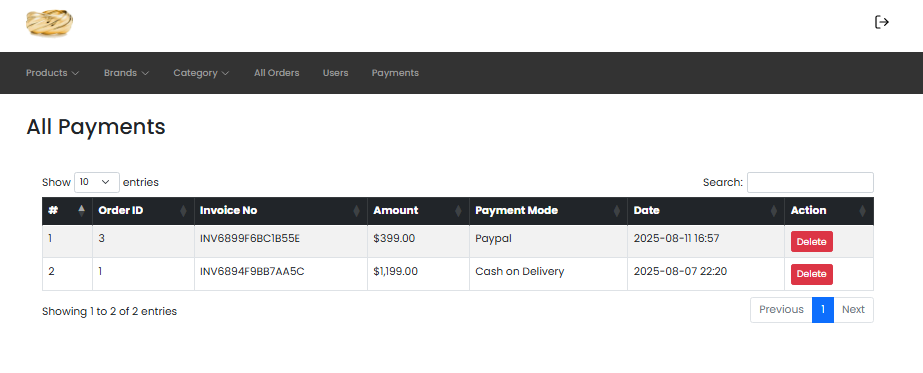 Products Brands Category All Orders Users Payments
All Payments
Show 10 entries Search:
# Order ID Invoice No Amount Payment Mode Date Action
1 3 INV6899F6BC1B55E $399.00 Paypal 2025-08-11 16:57 Delete
2 1 INV6894F9BB7AA5C $1,199.00 Cash on Delivery 2025-08-07 22:20 Delete
Showing 1 to 2 of 2 entries Previous 1 Next